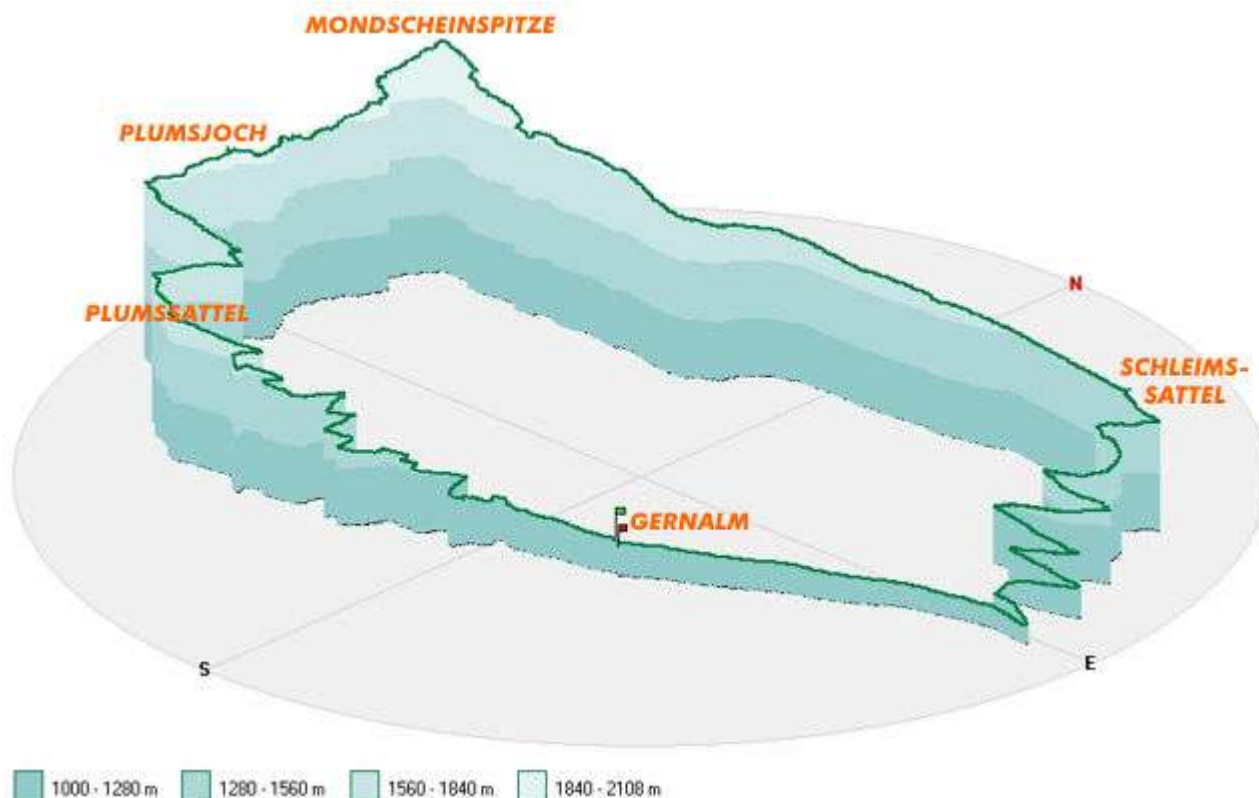 MONDSCHEINSPITZE
PLUMSJOCH
N
PLUMSSATTEL
SCHLEIMS-
SATTEL
GERNALM
S
E
1000 - 1280 m
1280 - 1560 m
1560 - 1840 m
1840 - 2108 m